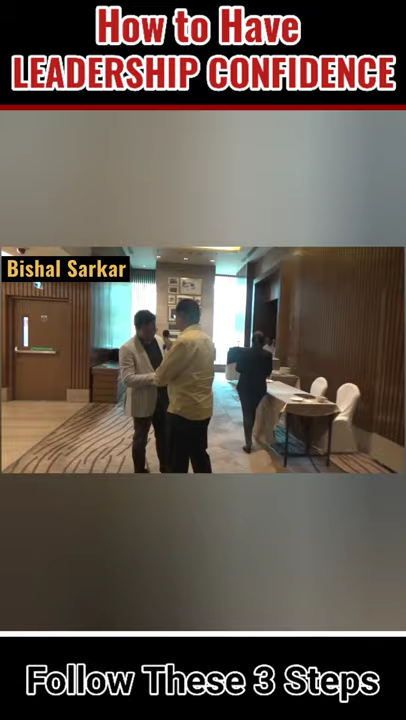 How to Have
LEADERSHIP CONFIDENCE
Bishal Sarkar
Follow These 3 Steps